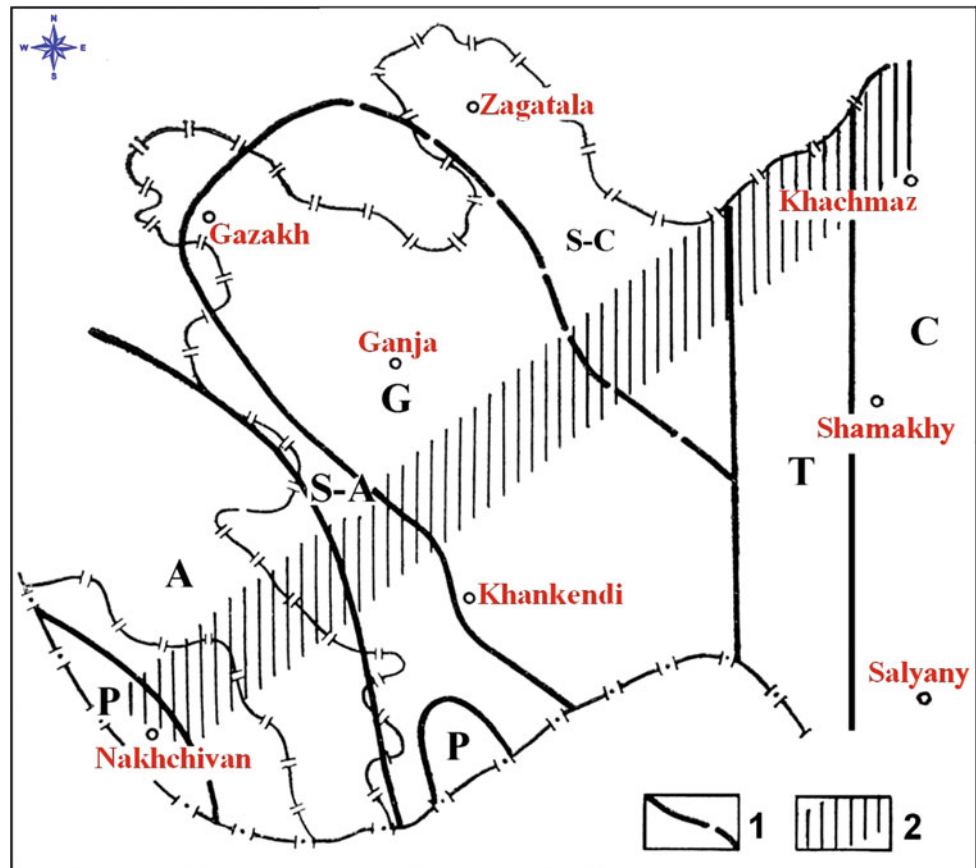 N
W E
S
Zagatala
Khachmaz
Gazakh
S-C
C
Ganja
G
Shamakhy
T
S-A
A
Khankendi
Salyany
P
P
Nakhchivan
1
2